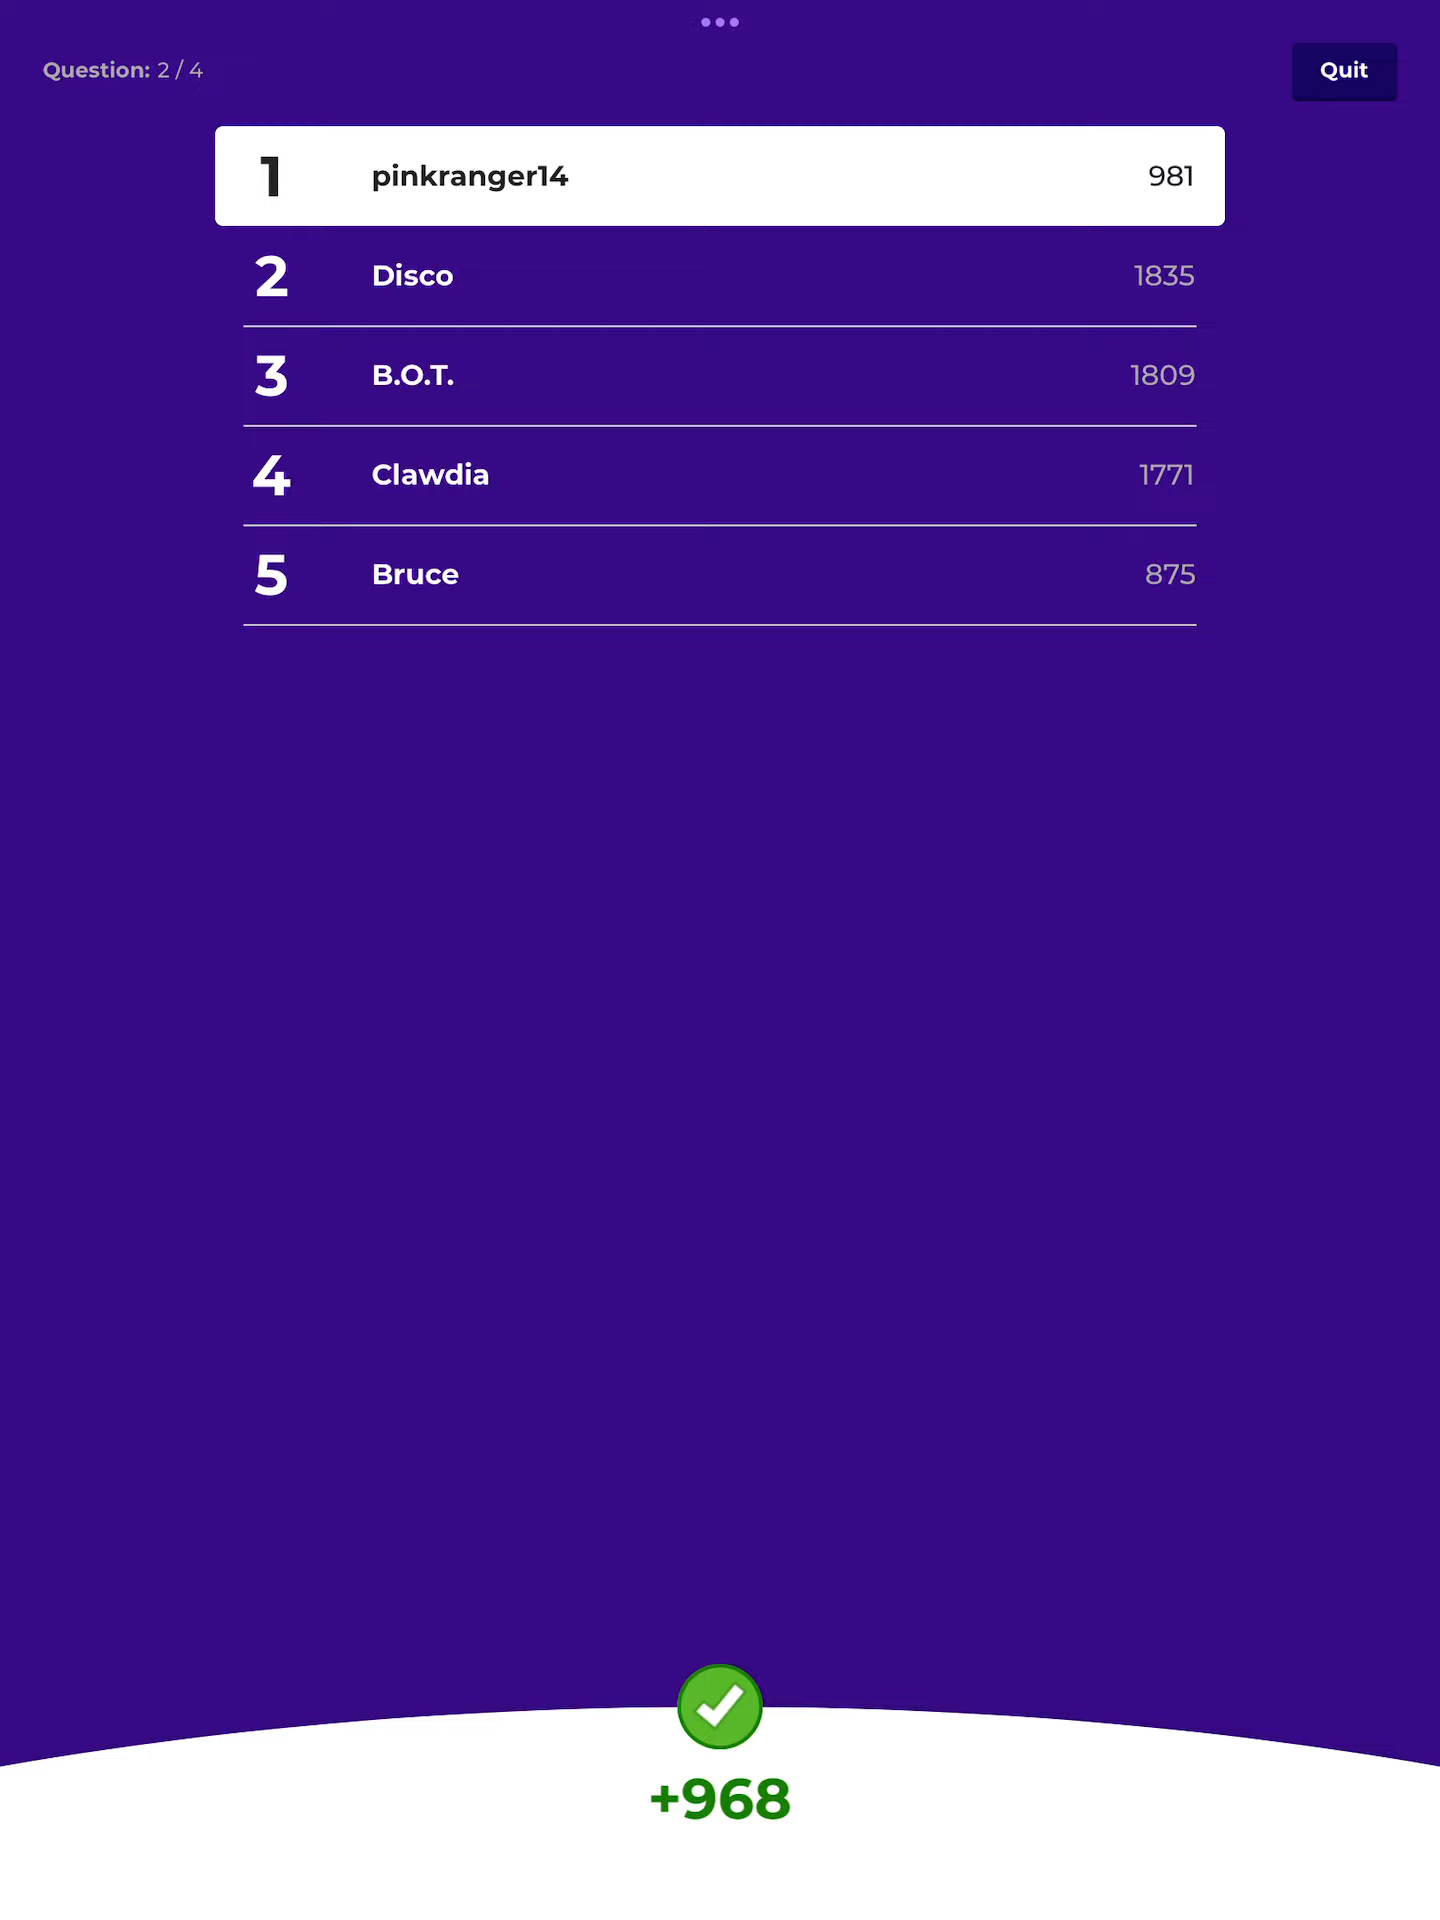 Question: 2 / 4
Quit
1 pinkranger14 981
2 Disco 1835
3 B.O.T. 1809
4 Clawdia 1771
5 Bruce 875
+968